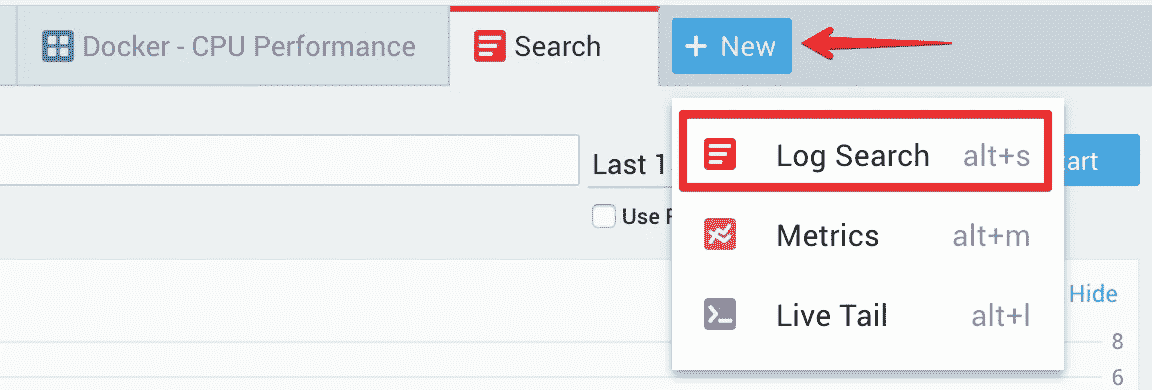 Docker - CPU Performance
Search
+ New
Log Search alt+s
Last 1
Use
Metrics alt+m
Live Tail alt+l
Hide
8
6